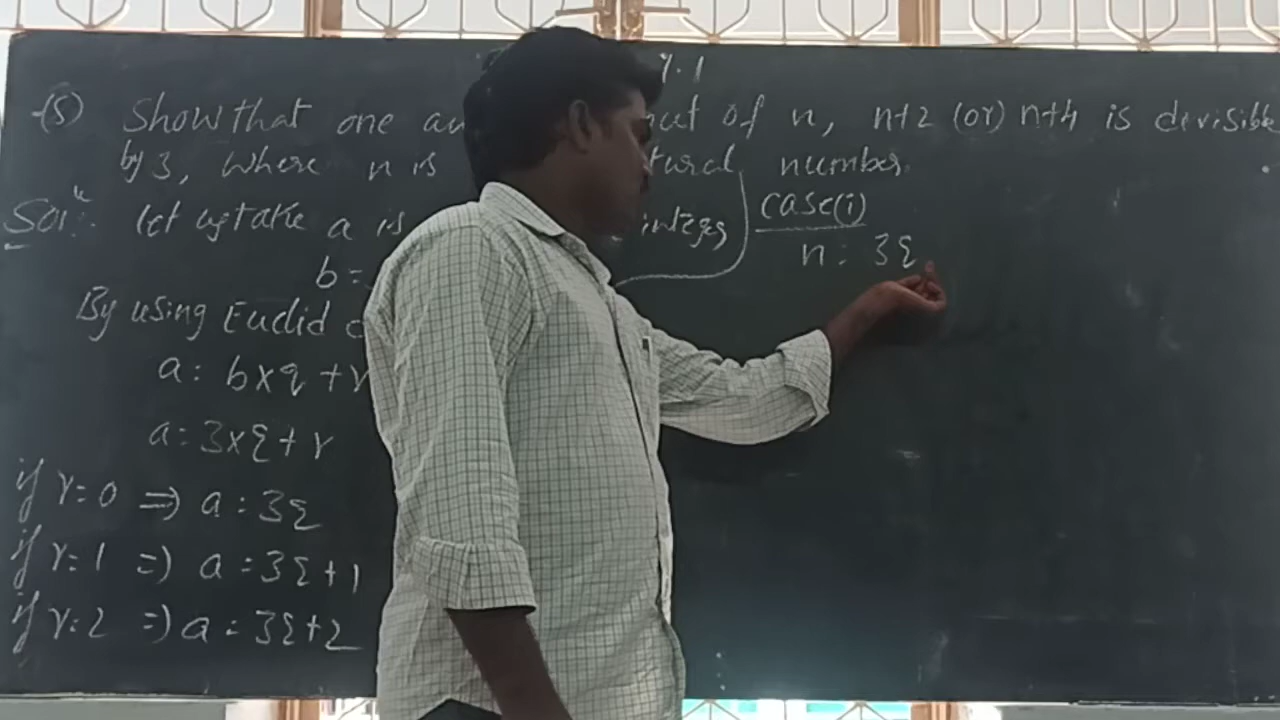 .1
(5) Show that one out of n, n+2 (or) n+4 is devisible
by 3, where n is number.
Sol: let us take a is integer
b=
By using Euclid
a = b×q + r
a = 3×q + r
if r = 0 ⇒ a = 3q
if r = 1 ⇒ a = 3q + 1
if r = 2 ⇒ a = 3q + 2
case(i)
n = 3q